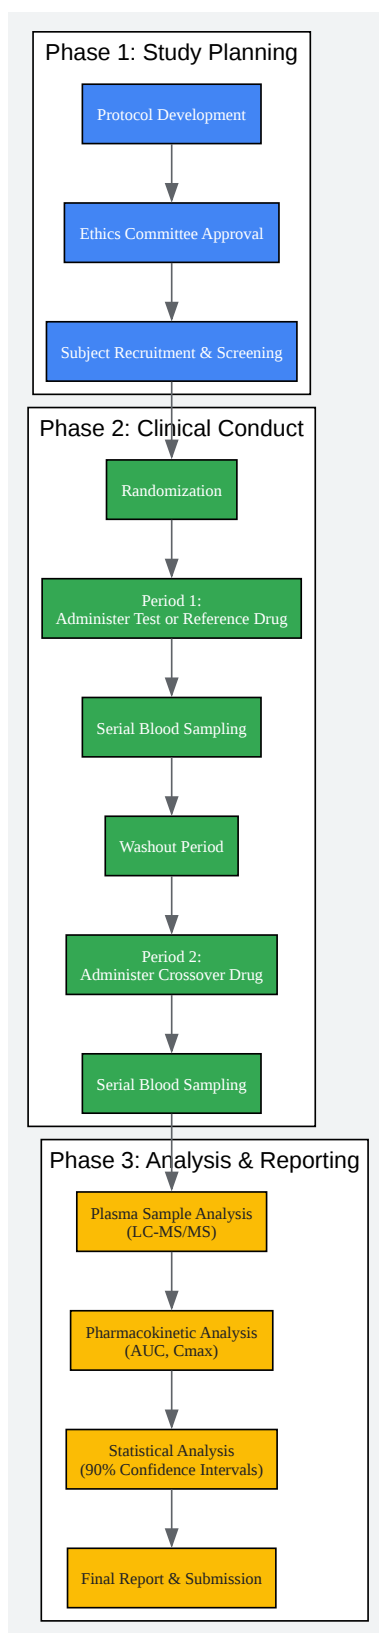 Phase 1: Study Planning
Protocol Development
Ethics Committee Approval
Subject Recruitment & Screening
Phase 2: Clinical Conduct
Randomization
Period 1:
Administer Test or Reference Drug
Serial Blood Sampling
Washout Period
Period 2:
Administer Crossover Drug
Serial Blood Sampling
Phase 3: Analysis & Reporting
Plasma Sample Analysis
(LC-MS/MS)
Pharmacokinetic Analysis
(AUC, Cmax)
Statistical Analysis
(90% Confidence Intervals)
Final Report & Submission